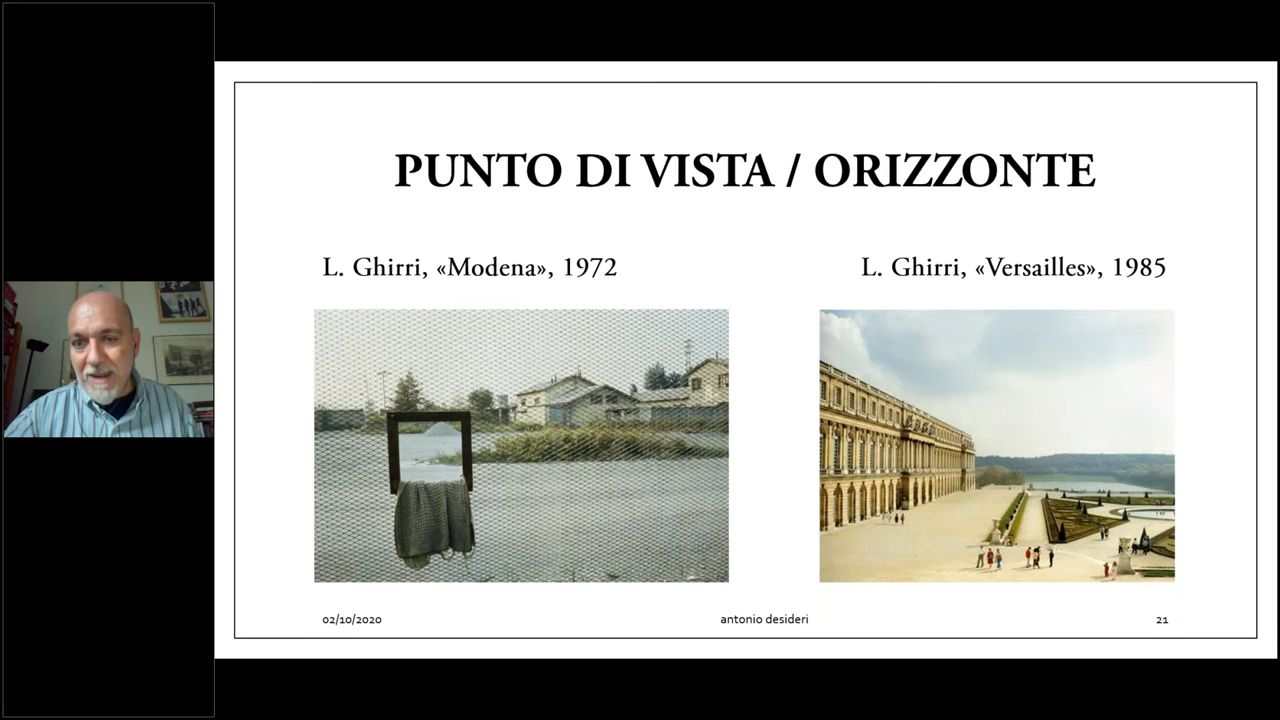 PUNTO DI VISTA / ORIZZONTE
L. Ghirri, «Modena», 1972
L. Ghirri, «Versailles», 1985
02/10/2020
antonio desideri
21